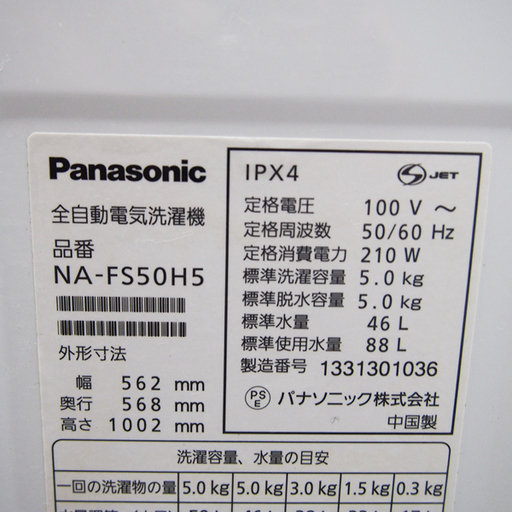 Panasonic
全自動電気洗濯機
品番
NA-FS50H5
外形寸法
幅 562 mm
奥行 568 mm
高さ 1002 mm
IPX4
S JET
定格電圧 100 V ～
定格周波数 50/60 Hz
定格消費電力 210 W
標準洗濯容量 5.0 kg
標準脱水容量 5.0 kg
標準水量 46 L
標準使用水量 88 L
製造番号 1331301036
PSE パナソニック株式会社
中国製
洗濯容量、水量の目安
一回の洗濯物の量 5.0 kg 5.0 kg 3.0 kg 1.5 kg 0.3 kg